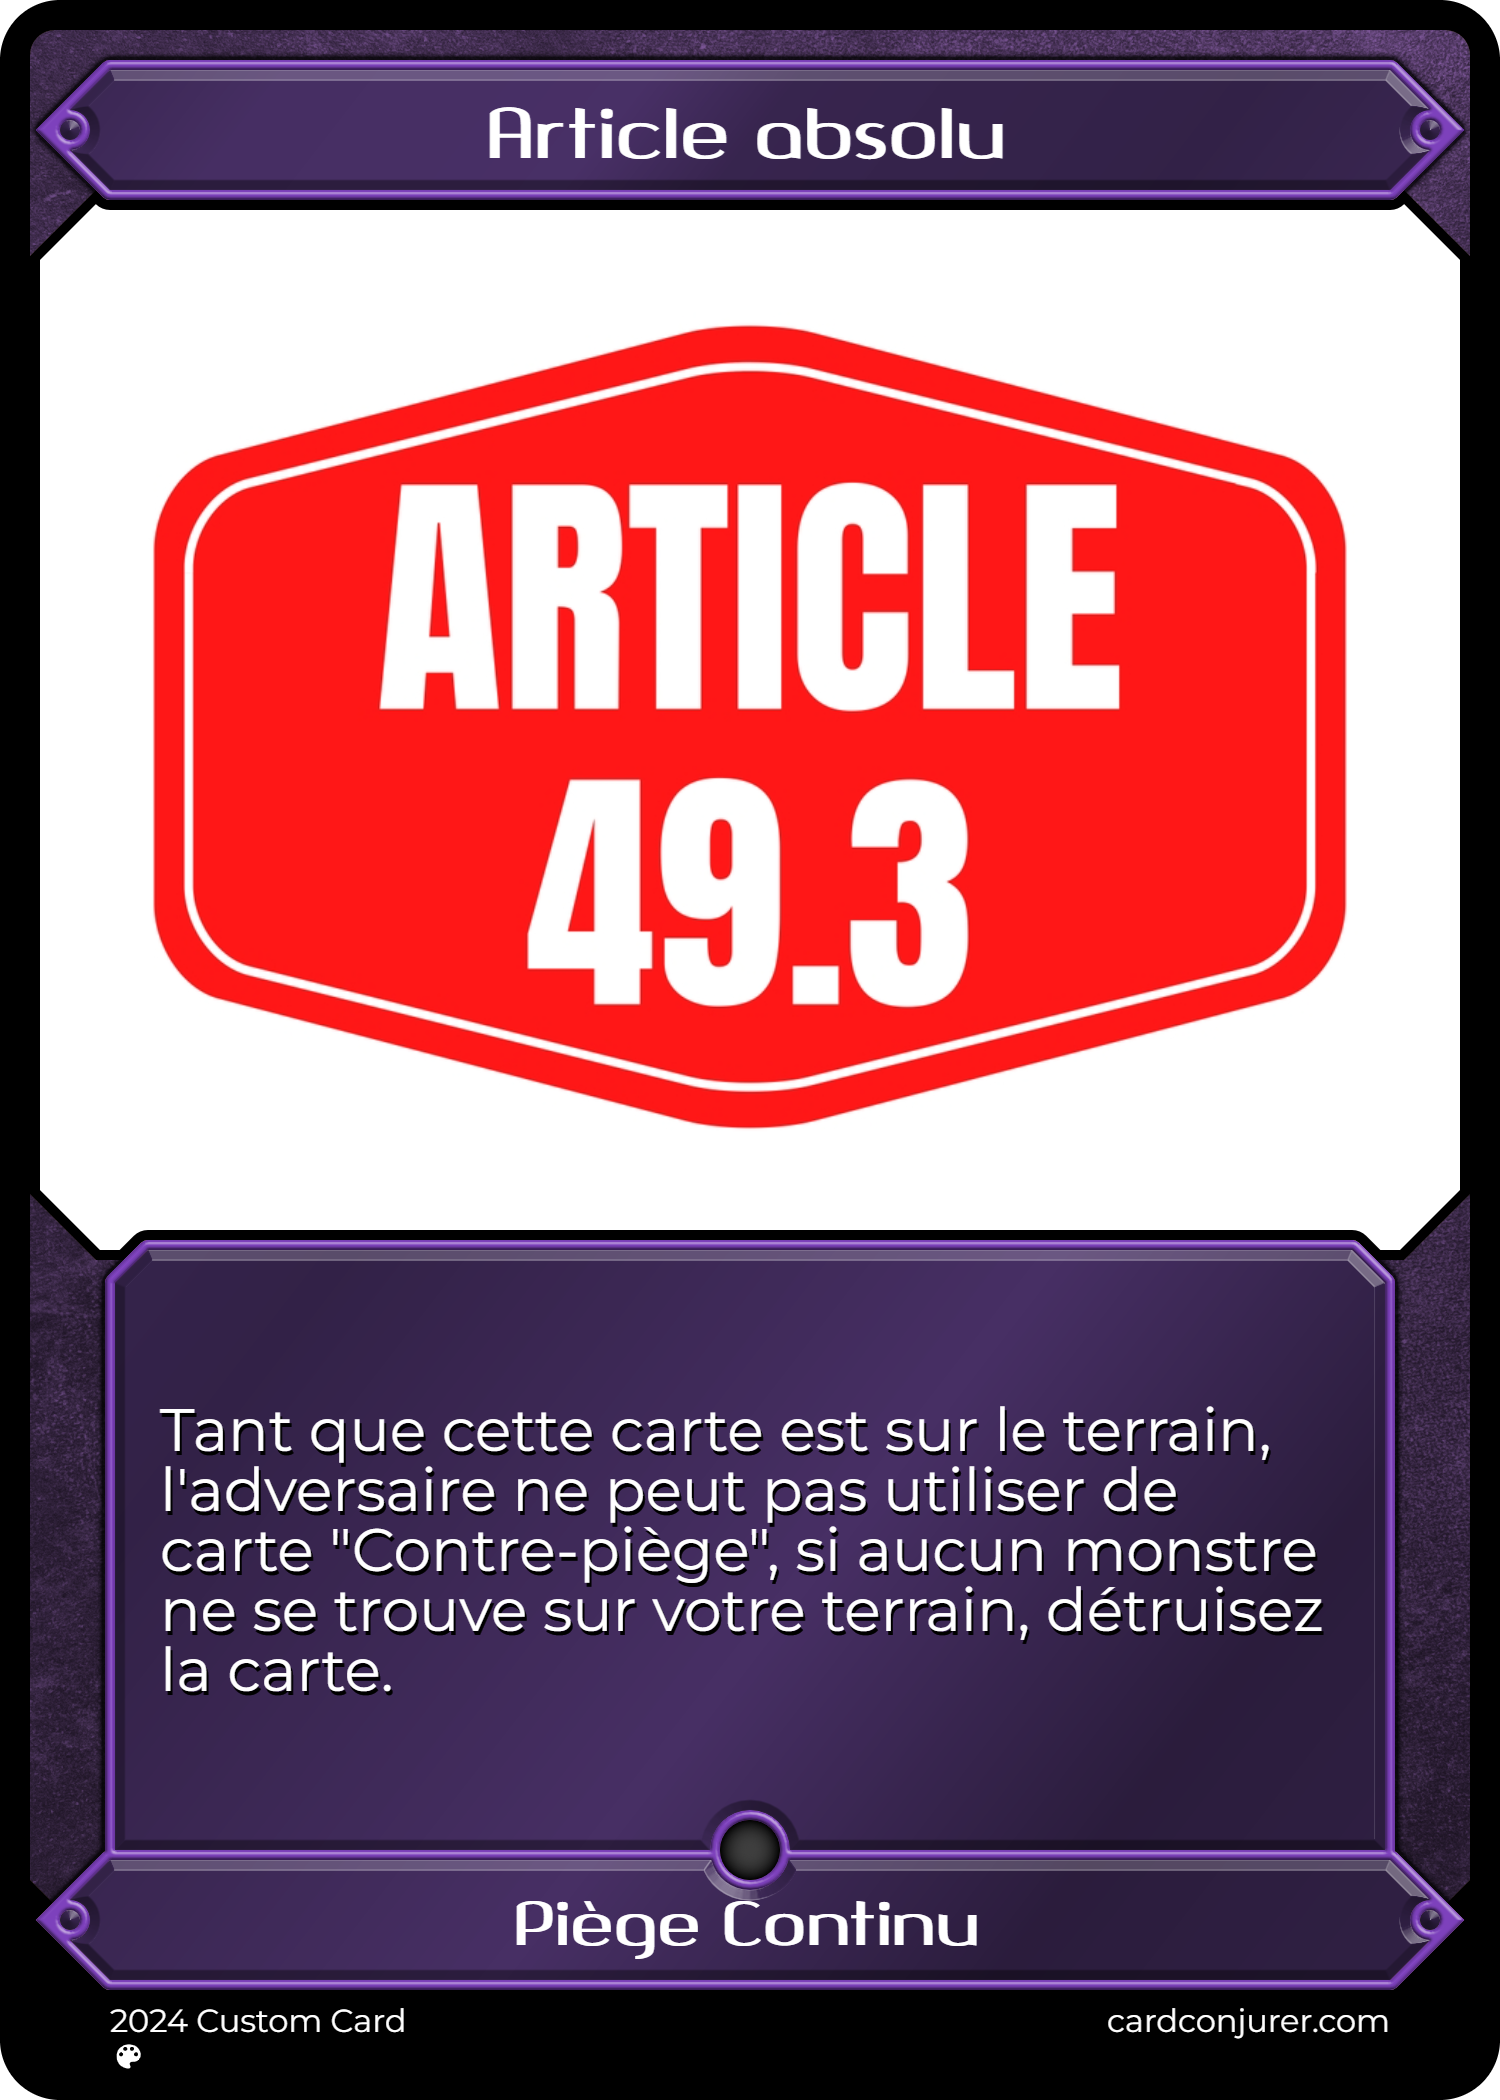 Article absolu
ARTICLE
49.3
Tant que cette carte est sur le terrain,
l'adversaire ne peut pas utiliser de
carte "Contre-piège", si aucun monstre
ne se trouve sur votre terrain, détruisez
la carte.
Piège Continu
2024 Custom Card
cardconjurer.com